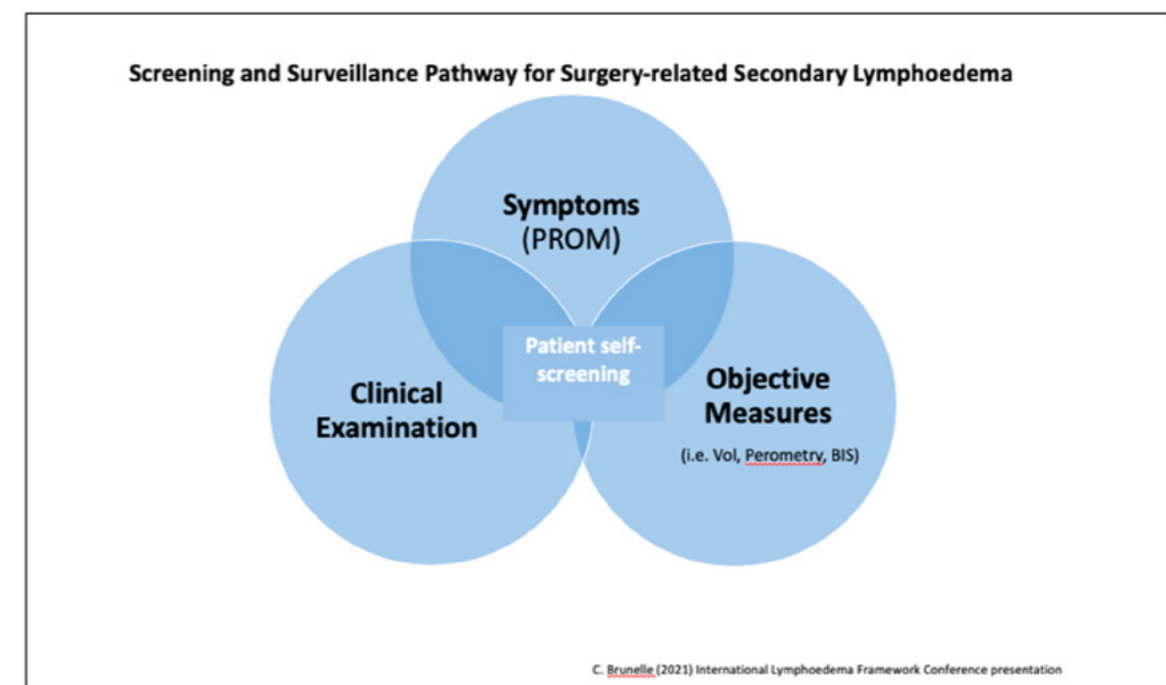 Screening and Surveillance Pathway for Surgery-related Secondary Lymphoedema
Symptoms
(PROM)
Patient self-
screening
Clinical
Examination
Objective
Measures
(i.e. Vol, Perometry, BIS)
C. Brunelle (2021) International Lymphoedema Framework Conference presentation